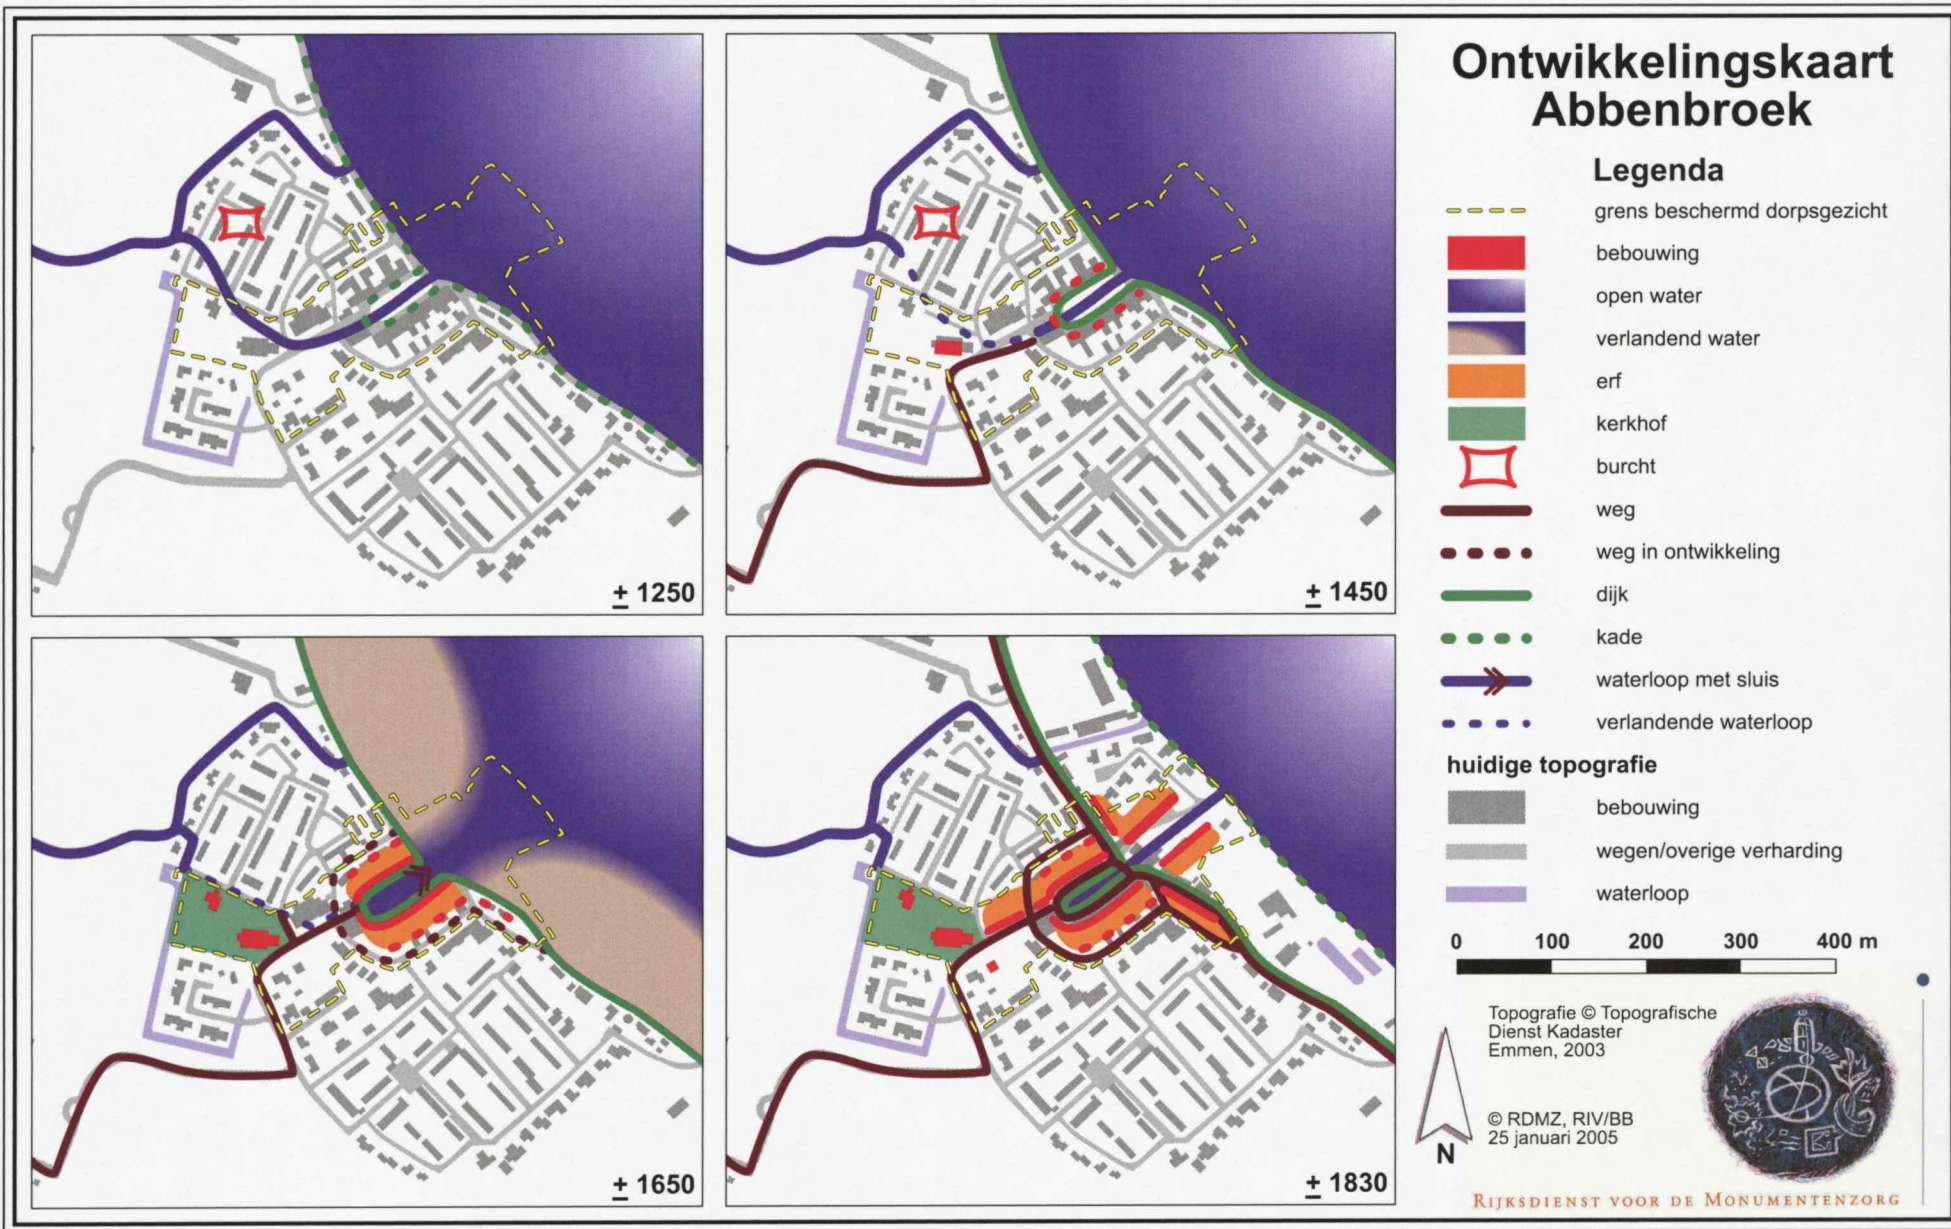 Ontwikkelingskaart
Abbenbroek
Legenda
grens beschermd dorpsgezicht
bebouwing
open water
verlandend water
erf
kerkhof
burcht
weg
weg in ontwikkeling
dijk
kade
waterloop met sluis
verlandende waterloop
huidige topografie
bebouwing
wegen/overige verharding
waterloop
0 100 200 300 400 m
Topografie © Topografische
Dienst Kadaster
Emmen, 2003
© RDMZ, RIV/BB
25 januari 2005
N
RIJKSDIENST VOOR DE MONUMENTENZORG
± 1250
± 1450
± 1650
± 1830